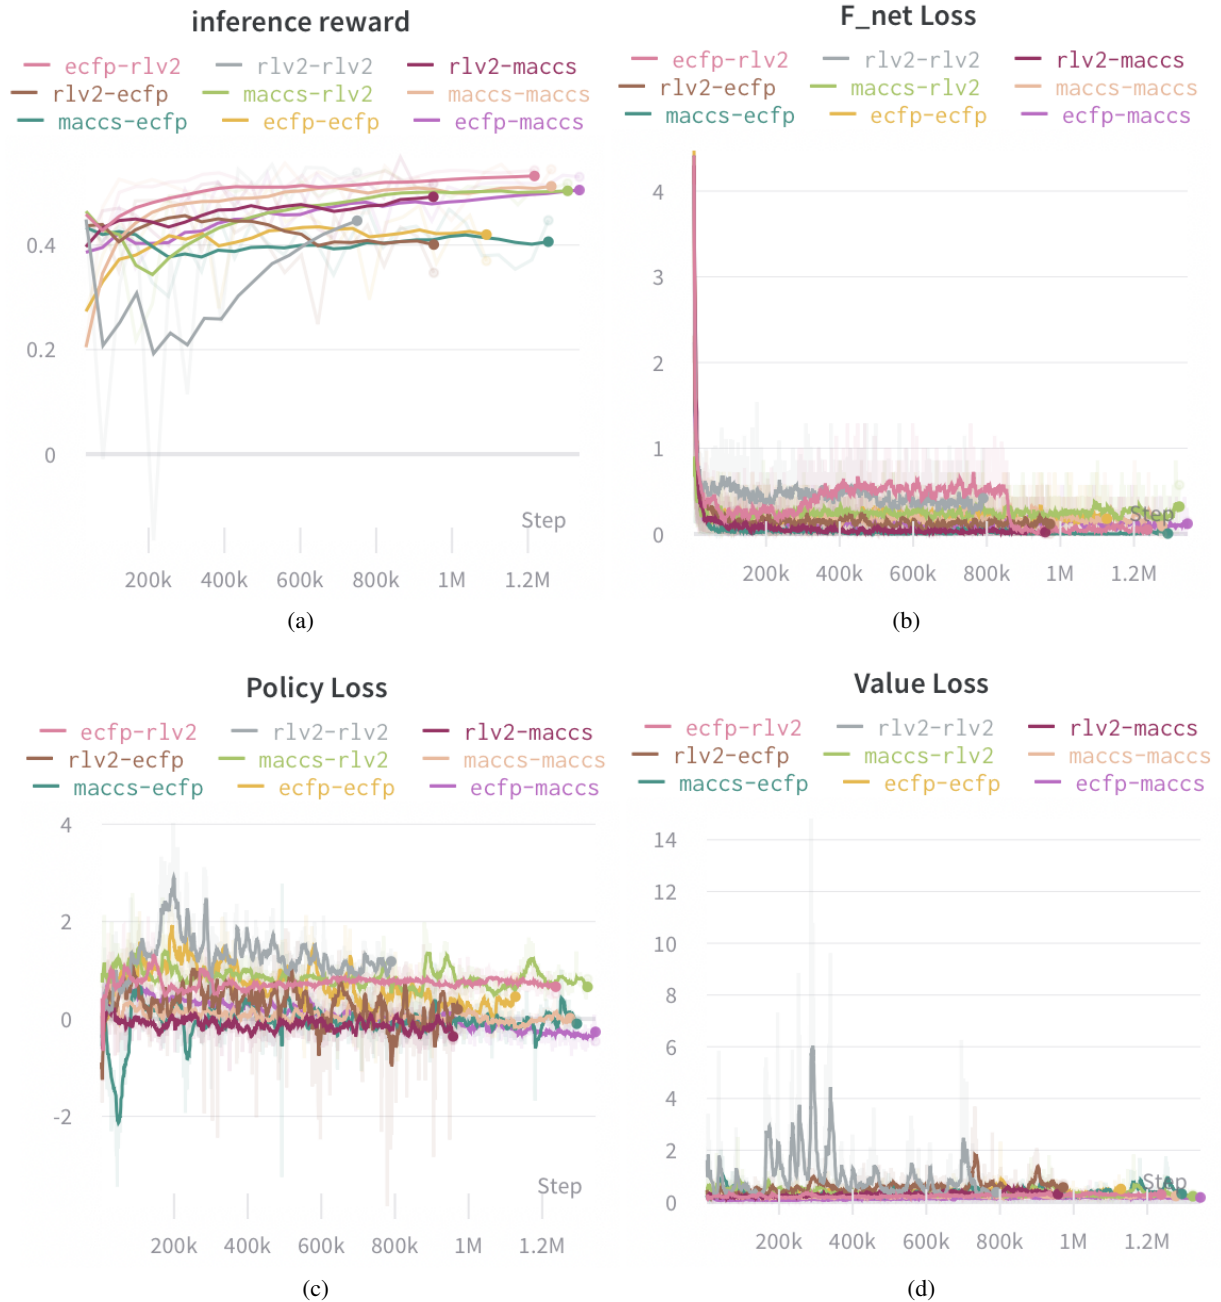 inference reward
ecfp-rlv2 rlv2-rlv2 rlv2-maccs
rlv2-ecfp maccs-rlv2 maccs-maccs
maccs-ecfp ecfp-ecfp ecfp-maccs
0.4
0.2
0
Step
200k 400k 600k 800k 1M 1.2M
(a)
F_net Loss
ecfp-rlv2 rlv2-rlv2 rlv2-maccs
rlv2-ecfp maccs-rlv2 maccs-maccs
maccs-ecfp ecfp-ecfp ecfp-maccs
4
3
2
1
Step
0
200k 400k 600k 800k 1M 1.2M
(b)
Policy Loss
ecfp-rlv2 rlv2-rlv2 rlv2-maccs
rlv2-ecfp maccs-rlv2 maccs-maccs
maccs-ecfp ecfp-ecfp ecfp-maccs
4
2
0
-2
Step
200k 400k 600k 800k 1M 1.2M
(c)
Value Loss
ecfp-rlv2 rlv2-rlv2 rlv2-maccs
rlv2-ecfp maccs-rlv2 maccs-maccs
maccs-ecfp ecfp-ecfp ecfp-maccs
14
12
10
8
6
4
2
Step
0
200k 400k 600k 800k 1M 1.2M
(d)